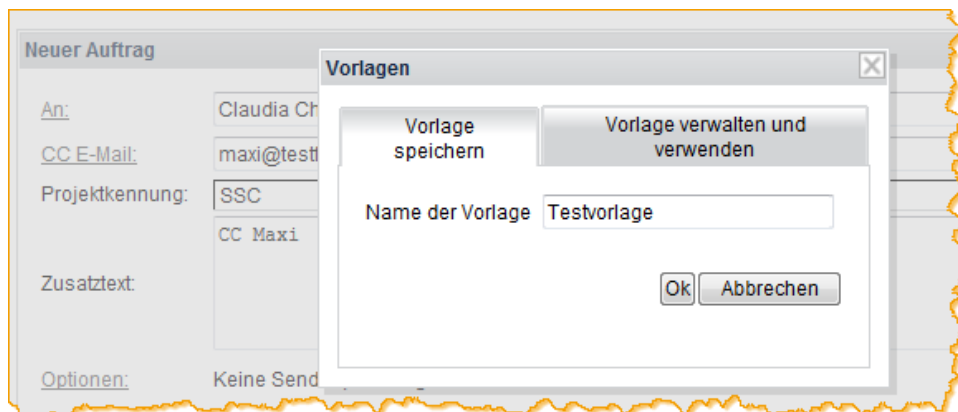 Neuer Auftrag
An:
Claudia Ch
CC E-Mail:
maxi@test
Projektkennung:
SSC
Zusatztext:
CC Maxi
Optionen:
Keine Send
Vorlagen
Vorlage
speichern
Vorlage verwalten und
verwenden
Name der Vorlage
Testvorlage
Ok
Abbrechen